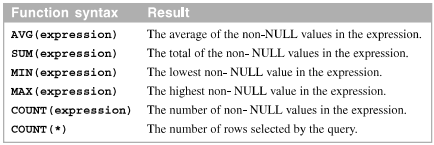 Function syntax Result
AVG(expression) The average of the non-NULL values in the expression.
SUM(expression) The total of the non- NULL values in the expression.
MIN(expression) The lowest non- NULL value in the expression.
MAX(expression) The highest non- NULL value in the expression.
COUNT(expression) The number of non- NULL values in the expression.
COUNT(*) The number of rows selected by the query.